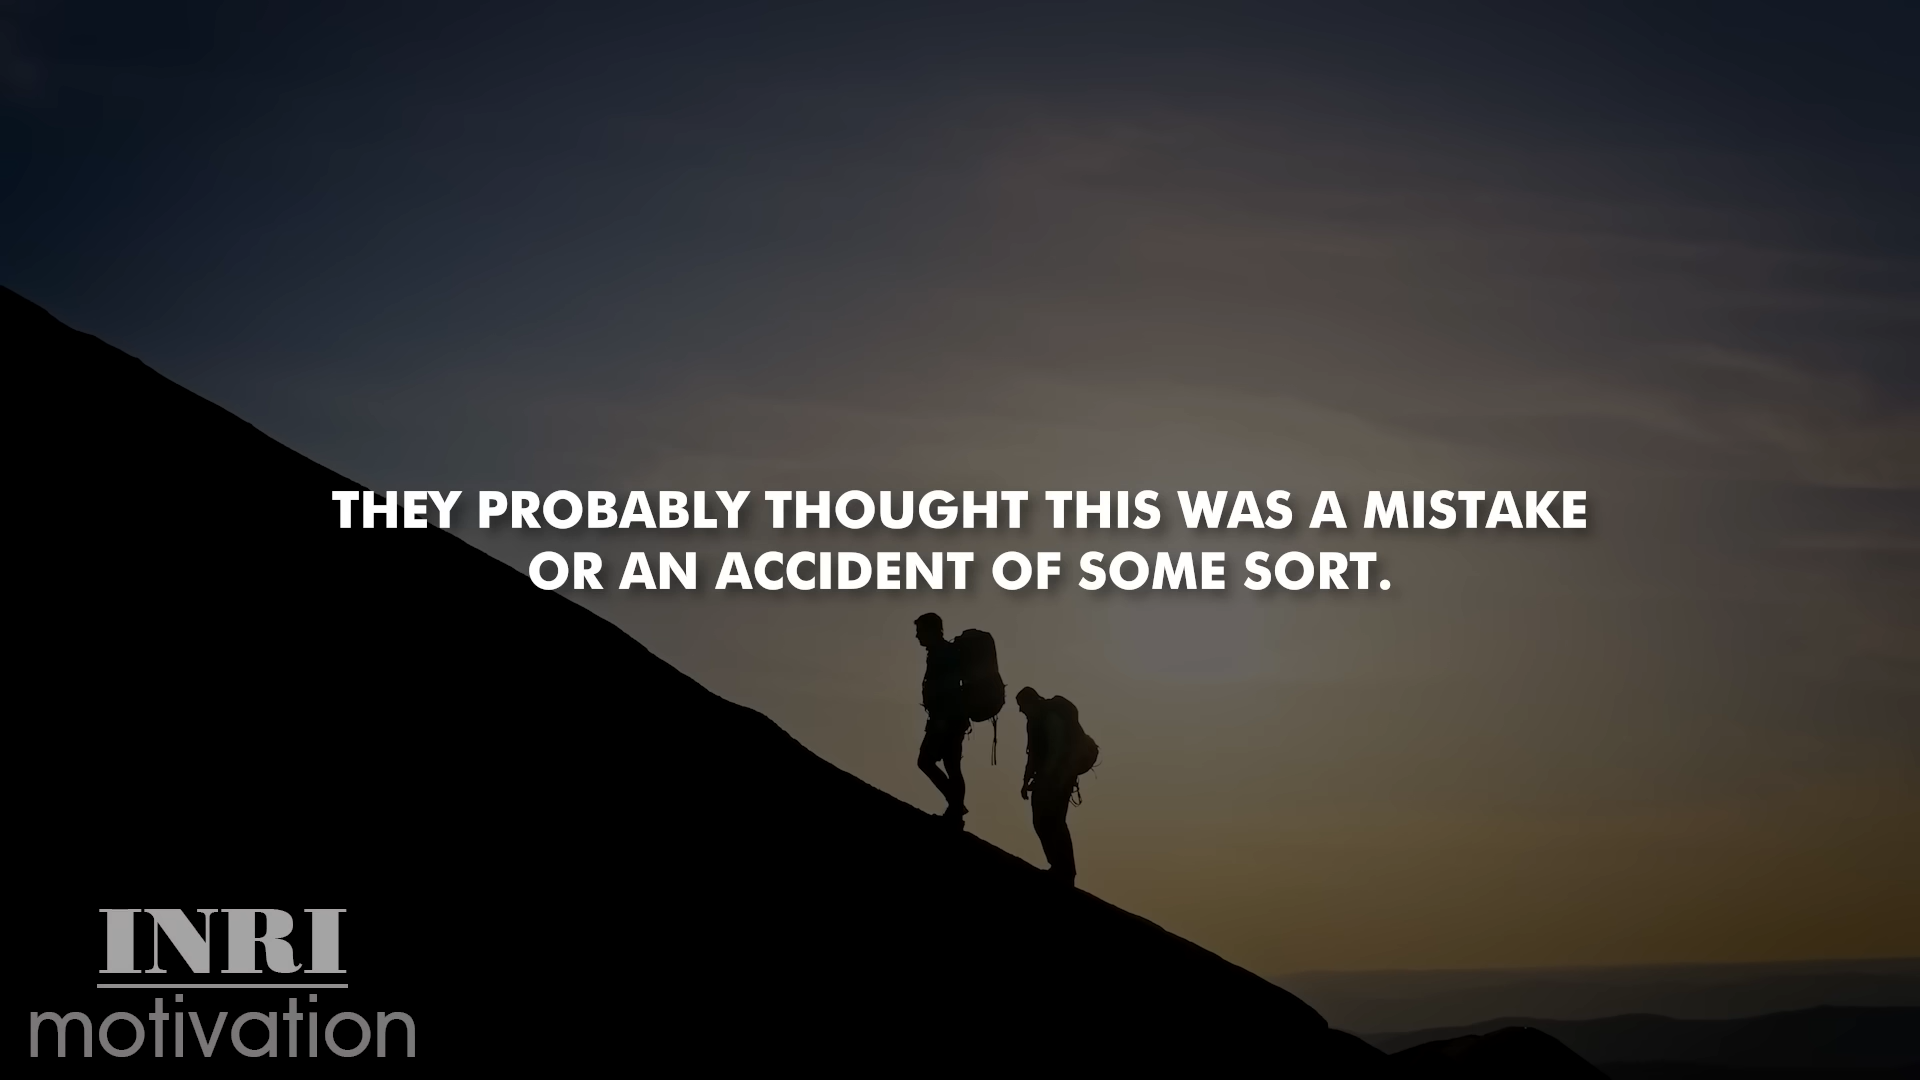 THEY PROBABLY THOUGHT THIS WAS A MISTAKE
OR AN ACCIDENT OF SOME SORT.
INRI
motivation